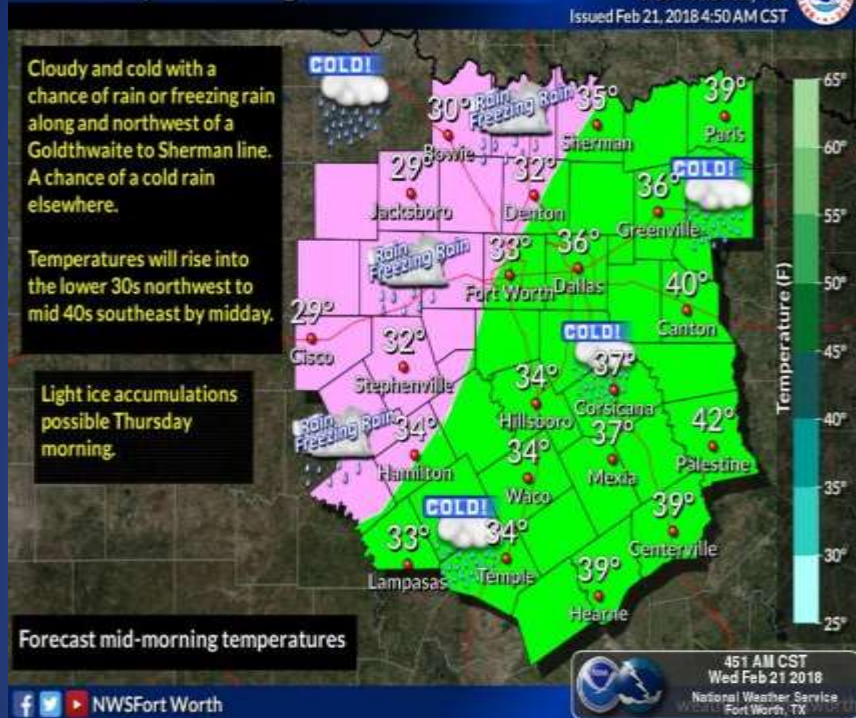 Issued Feb 21, 2018 4:50 AM CST
Cloudy and cold with a
chance of rain or freezing rain
along and northwest of a
Goldthwaite to Sherman line.
A chance of a cold rain
elsewhere.
Temperatures will rise into
the lower 30s northwest to
mid 40s southeast by midday.
Light ice accumulations
possible Thursday
morning.
COLD!
30°
Bowie
Rain
Freezing Rain
35°
Sherman
39°
Paris
29°
Jacksboro
32°
Denton
36°
Greenville
COLD!
Rain
Freezing Rain
33°
Fort Worth
36°
Dallas
40°
Canton
29°
Cisco
32°
Stephenville
COLD!
37°
Corsicana
34°
Hillsboro
Rain
Freezing Rain
34°
Hamilton
34°
Waco
37°
Mexia
42°
Palestine
COLD!
33°
Lampasas
34°
Temple
39°
Centerville
39°
Hearne
65°
60°
55°
50°
45°
40°
35°
30°
25°
Temperature (F)
Forecast mid-morning temperatures
NWSFort Worth
451 AM CST
Wed Feb 21 2018
National Weather Service
Fort Worth, TX